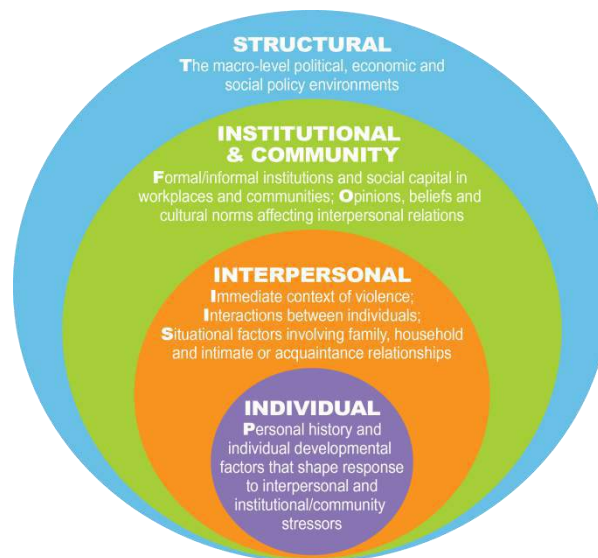 STRUCTURAL
The macro-level political, economic and
social policy environments
INSTITUTIONAL
& COMMUNITY
Formal/informal institutions and social capital in
workplaces and communities; Opinions, beliefs and
cultural norms affecting interpersonal relations
INTERPERSONAL
Immediate context of violence;
Interactions between individuals;
Situational factors involving family, household
and intimate or acquaintance relationships
INDIVIDUAL
Personal history and
individual developmental
factors that shape response
to interpersonal and
institutional/community
stressors